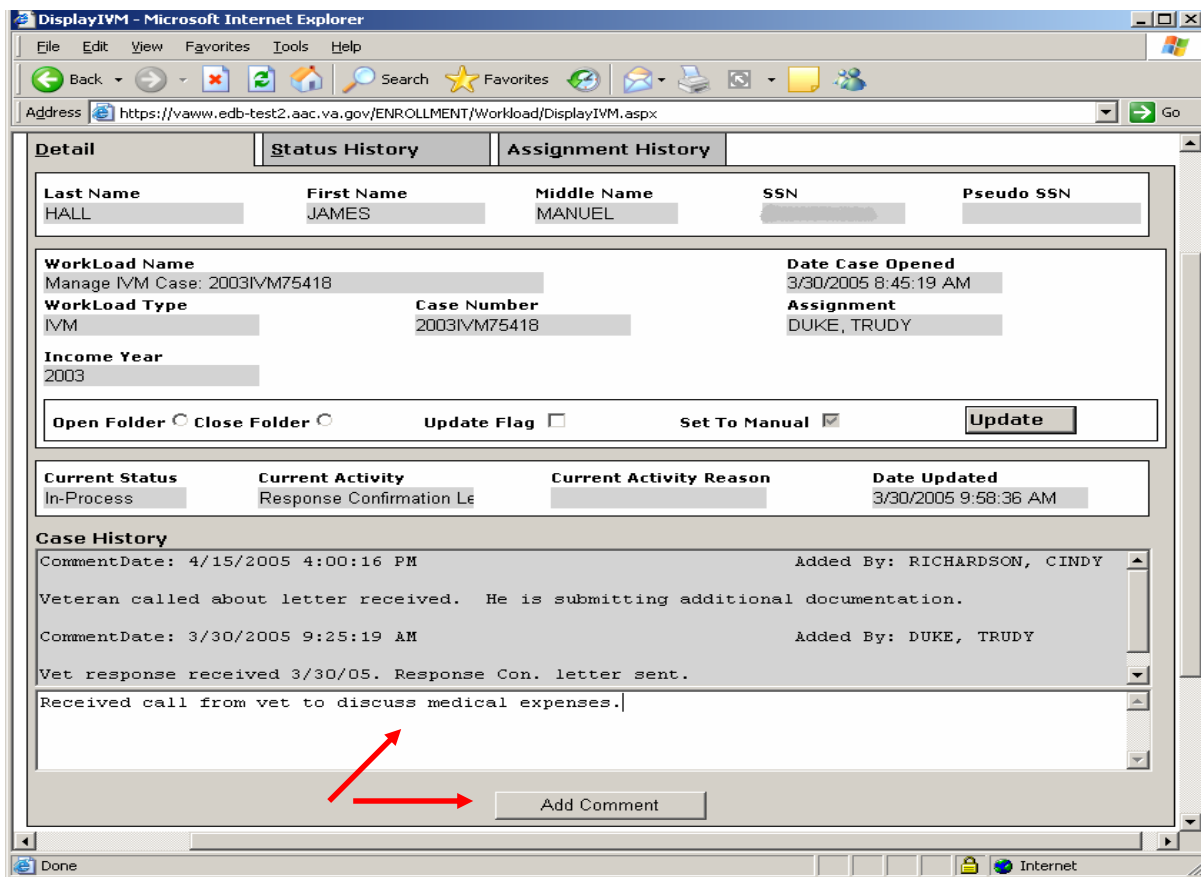 DisplayIVM - Microsoft Internet Explorer
File Edit View Favorites Tools Help
Back Search Favorites
Address https://vaww.edb-test2.aac.va.gov/ENROLLMENT/Workload/DisplayIVM.aspx Go
Detail Status History Assignment History
Last Name First Name Middle Name SSN Pseudo SSN
HALL JAMES MANUEL
WorkLoad Name Date Case Opened
Manage IVM Case: 2003IVM75418 3/30/2005 8:45:19 AM
WorkLoad Type Case Number Assignment
IVM 2003IVM75418 DUKE, TRUDY
Income Year
2003
Open Folder Close Folder Update Flag Set To Manual Update
Current Status Current Activity Current Activity Reason Date Updated
In-Process Response Confirmation Le 3/30/2005 9:58:36 AM
Case History
CommentDate: 4/15/2005 4:00:16 PM Added By: RICHARDSON, CINDY
Veteran called about letter received. He is submitting additional documentation.
CommentDate: 3/30/2005 9:25:19 AM Added By: DUKE, TRUDY
Vet response received 3/30/05. Response Con. letter sent.
Received call from vet to discuss medical expenses.
Add Comment
Done Internet